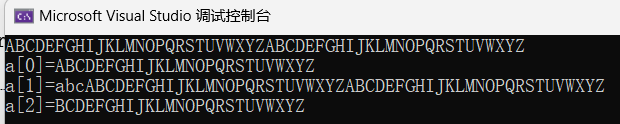 Microsoft Visual Studio 调试控制台
ABCDEFGHIJKLMNOPQRSTUVWXYZABCDEFGHIJKLMNOPQRSTUVWXYZ
a[0]=ABCDEFGHIJKLMNOPQRSTUVWXYZ
a[1]=abcABCDEFGHIJKLMNOPQRSTUVWXYZABCDEFGHIJKLMNOPQRSTUVWXYZ
a[2]=BCDEFGHIJKLMNOPQRSTUVWXYZ